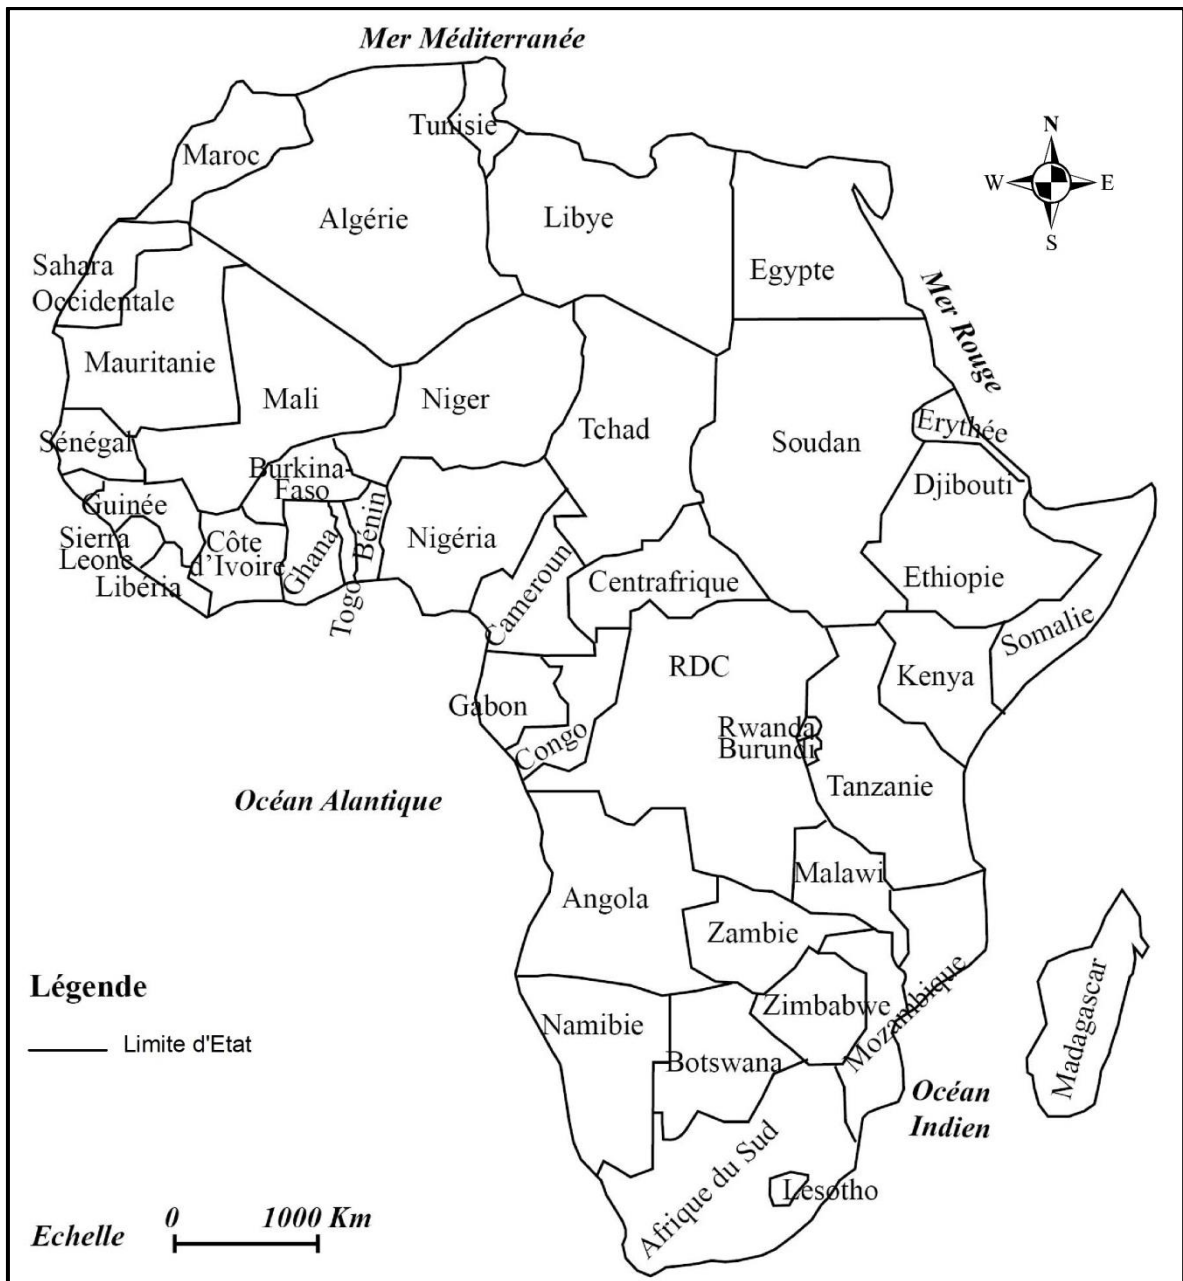 Mer Méditerranée
Tunisie
Maroc
Algérie
Libye
Egypte
N
W
E
S
Sahara
Occidentale
Mer Rouge
Mauritanie
Mali
Niger
Tchad
Soudan
Erythée
Sénégal
Burkina-
Faso
Djibouti
Guinée
Bénin
Nigéria
Sierra
Leone
Côte
d'Ivoire
Ghana
Libéria
Togo
Cameroun
Centrafrique
Ethiopie
Somalie
RDC
Kenya
Gabon
Congo
Rwanda
Burundi
Tanzanie
Océan Alantique
Malawi
Angola
Zambie
Légende
Limite d'Etat
Zimbabwe
Mozambique
Madagascar
Namibie
Botswana
Océan
Indien
Afrique du Sud
Lesotho
Echelle
0
1000 Km